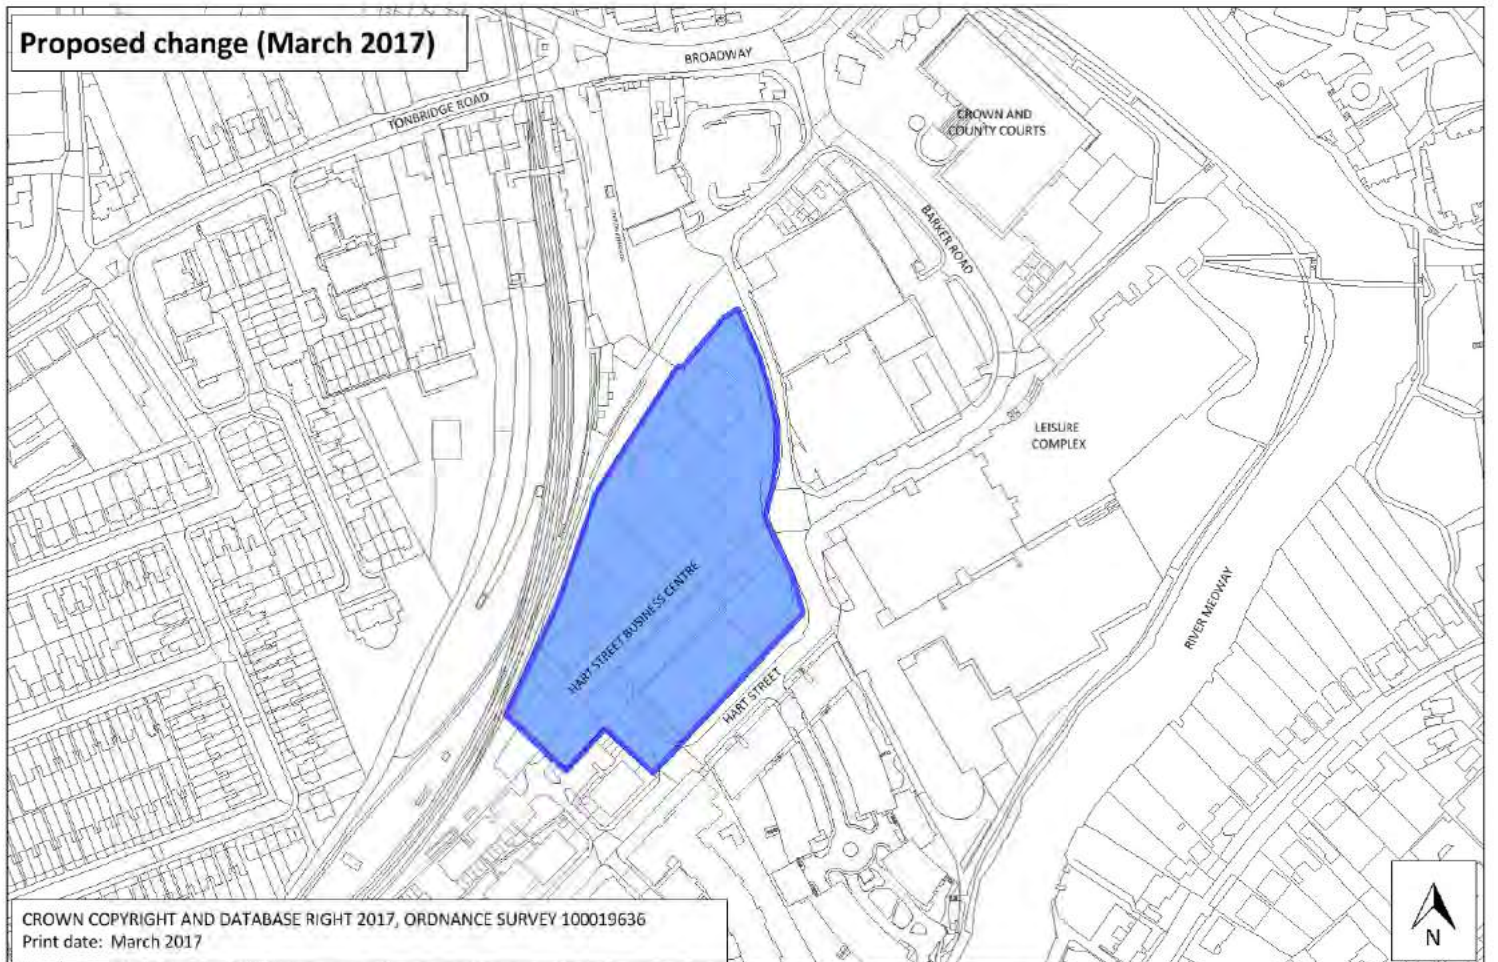 Proposed change (March 2017)
BROADWAY
TONBRIDGE ROAD
CROWN AND
COUNTY COURTS
BARKER ROAD
LEISURE
COMPLEX
HART STREET BUSINESS CENTRE
RIVER MEDWAY
HART STREET
CROWN COPYRIGHT AND DATABASE RIGHT 2017, ORDNANCE SURVEY 100019636
Print date: March 2017
N